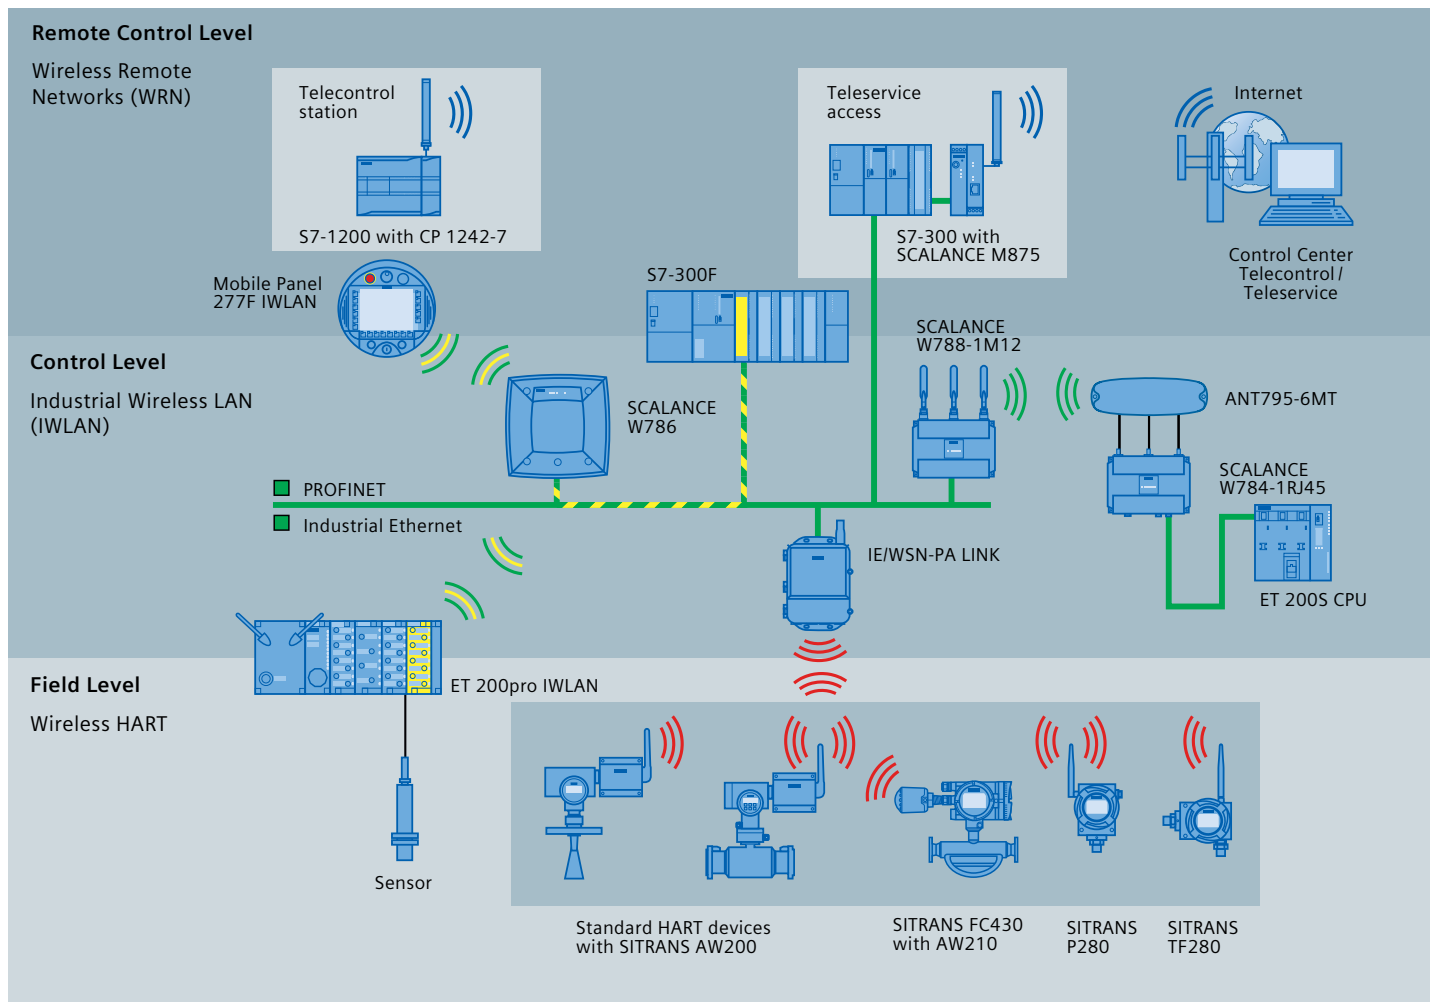 Remote Control Level
Wireless Remote
Networks (WRN)
Telecontrol
station
S7-1200 with CP 1242-7
Teleservice
access
S7-300 with
SCALANCE M875
Internet
Control Center
Telecontrol /
Teleservice
Mobile Panel
277F IWLAN
S7-300F
SCALANCE
W788-1M12
Control Level
Industrial Wireless LAN
(IWLAN)
SCALANCE
W786
ANT795-6MT
SCALANCE
W784-1RJ45
PROFINET
Industrial Ethernet
IE/WSN-PA LINK
ET 200S CPU
Field Level
Wireless HART
ET 200pro IWLAN
Sensor
Standard HART devices
with SITRANS AW200
SITRANS FC430
with AW210
SITRANS
P280
SITRANS
TF280